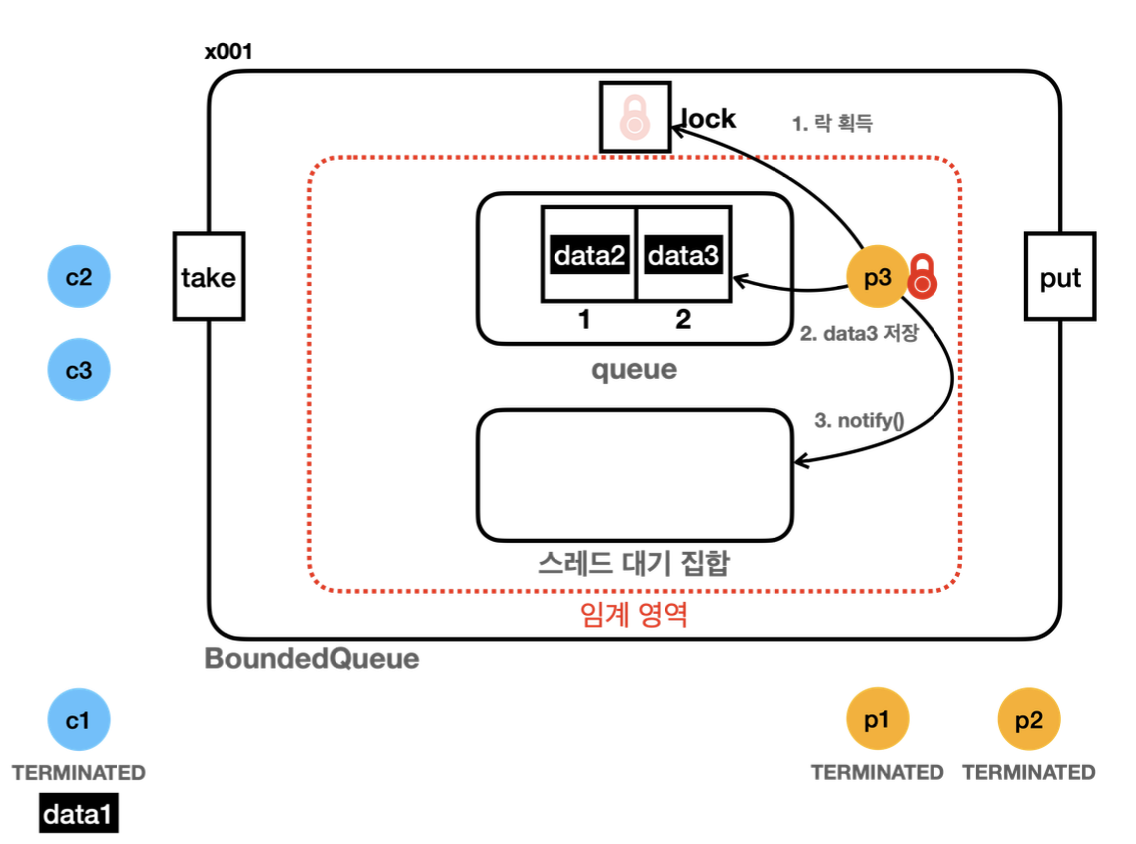 x001
lock
1. 락 획득
data2 data3
c2
take
p3
put
1 2
2. data3 저장
c3
queue
3. notify()
스레드 대기 집합
임계 영역
BoundedQueue
c1
p1
p2
TERMINATED
TERMINATED
TERMINATED
data1